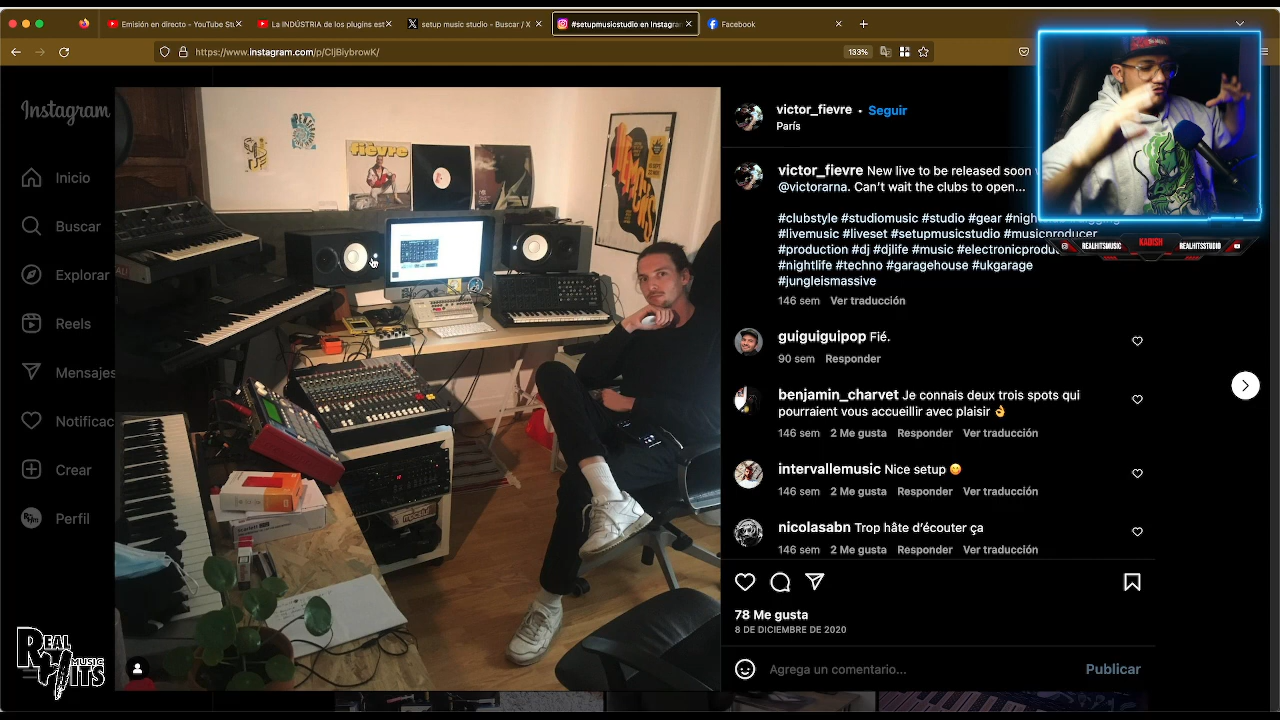 Emisión en directo - YouTube Stu
La INDÚSTRIA de los plugins est
setup music studio - Buscar / X
#setupmusicstudio en Instagram
Facebook
https://www.instagram.com/p/CIjBiybrowK/
133%
Instagram
Inicio
Buscar
Explorar
Reels
Mensajes
Notificac
Crear
Perfil
fièvre
victor_fievre • Seguir
París
victor_fievre New live to be released soon
@victorarna. Can't wait the clubs to open...
#clubstyle #studiomusic #studio #gear
#livemusic #liveset #setupmusicstudio #musicproducer
#production #dj #djlife #music #electronicprodu
#nightlife #techno #garagehouse #ukgarage
#jungleismassive
146 sem Ver traducción
guiguiguipop Fié.
90 sem Responder
benjamin_charvet Je connais deux trois spots qui
pourraient vous accueillir avec plaisir 👌
146 sem 2 Me gusta Responder Ver traducción
intervallemusic Nice setup 😋
146 sem 2 Me gusta Responder Ver traducción
nicolasabn Trop hâte d'écouter ça
146 sem 2 Me gusta Responder Ver traducción
78 Me gusta
8 DE DICIEMBRE DE 2020
Agrega un comentario... Publicar
REALHITSMUSIC KADISH REALHITSSTUDIO
REAL HITS MUSIC